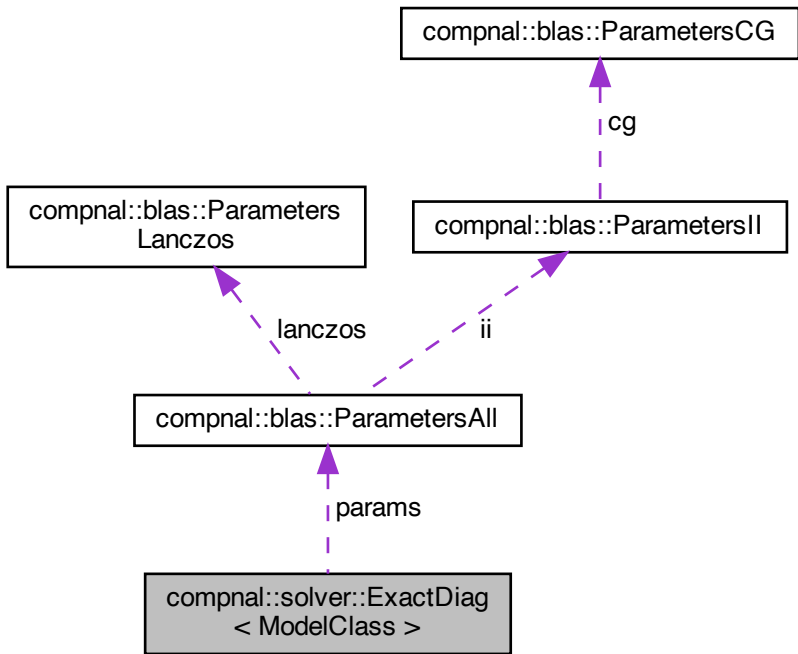 compnal::blas::ParametersCG
cg
compnal::blas::Parameters
Lanczos
compnal::blas::ParametersII
lanczos
ii
compnal::blas::ParametersAll
params
compnal::solver::ExactDiag
< ModelClass >